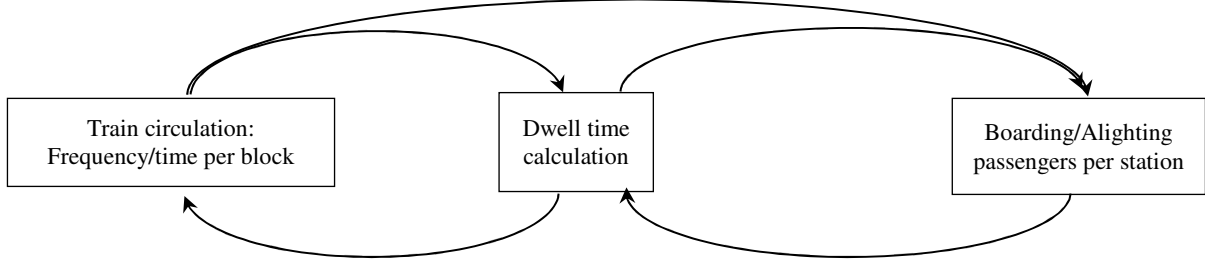 Train circulation:
Frequency/time per block
Dwell time
calculation
Boarding/Alighting
passengers per station